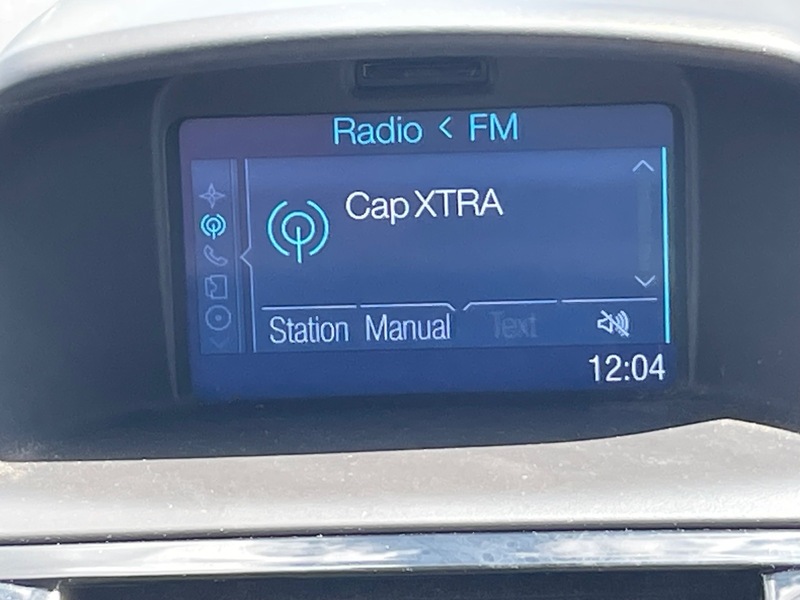 Radio < FM
Cap XTRA
Station Manual Text
12:04